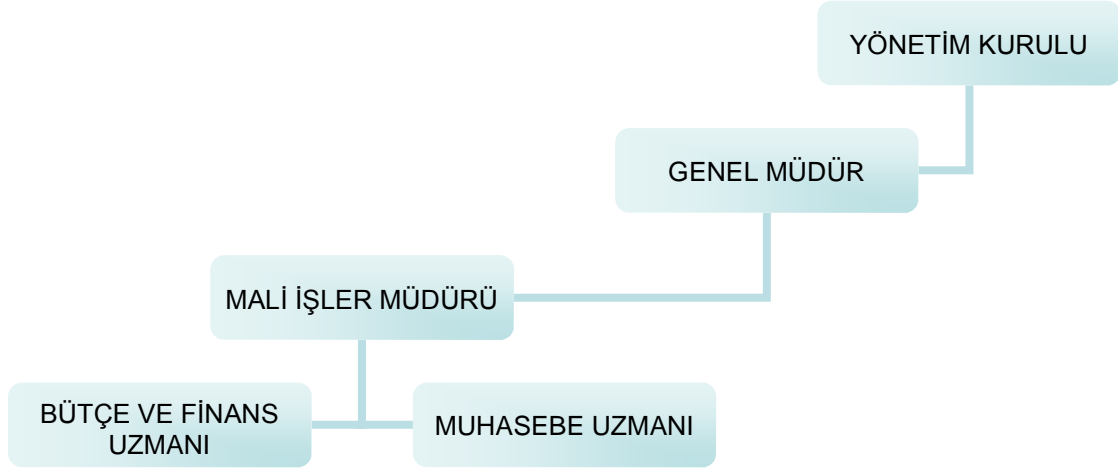 YÖNETİM KURULU
GENEL MÜDÜR
MALİ İŞLER MÜDÜRÜ
BÜTÇE VE FİNANS
UZMANI
MUHASEBE UZMANI